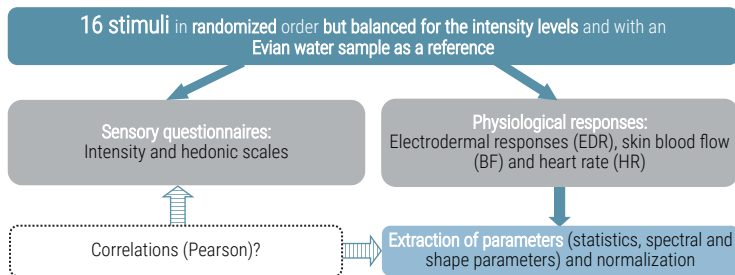 16 stimuli in randomized order but balanced for the intensity levels and with an
Evian water sample as a reference
Sensory questionnaires:
Intensity and hedonic scales
Physiological responses:
Electrodermal responses (EDR), skin blood flow
(BF) and heart rate (HR)
Correlations (Pearson)?
Extraction of parameters (statistics, spectral and
shape parameters) and normalization